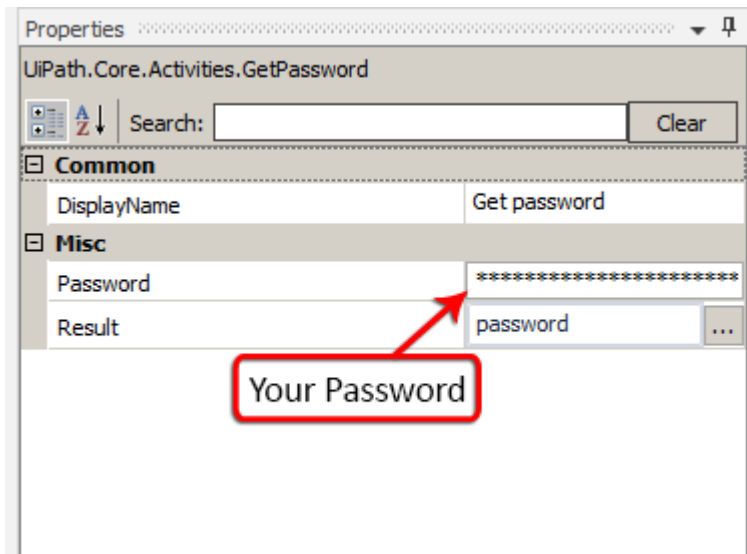 Properties
UiPath.Core.Activities.GetPassword
Search: Clear
Common
DisplayName Get password
Misc
Password **********************
Result password ...
Your Password